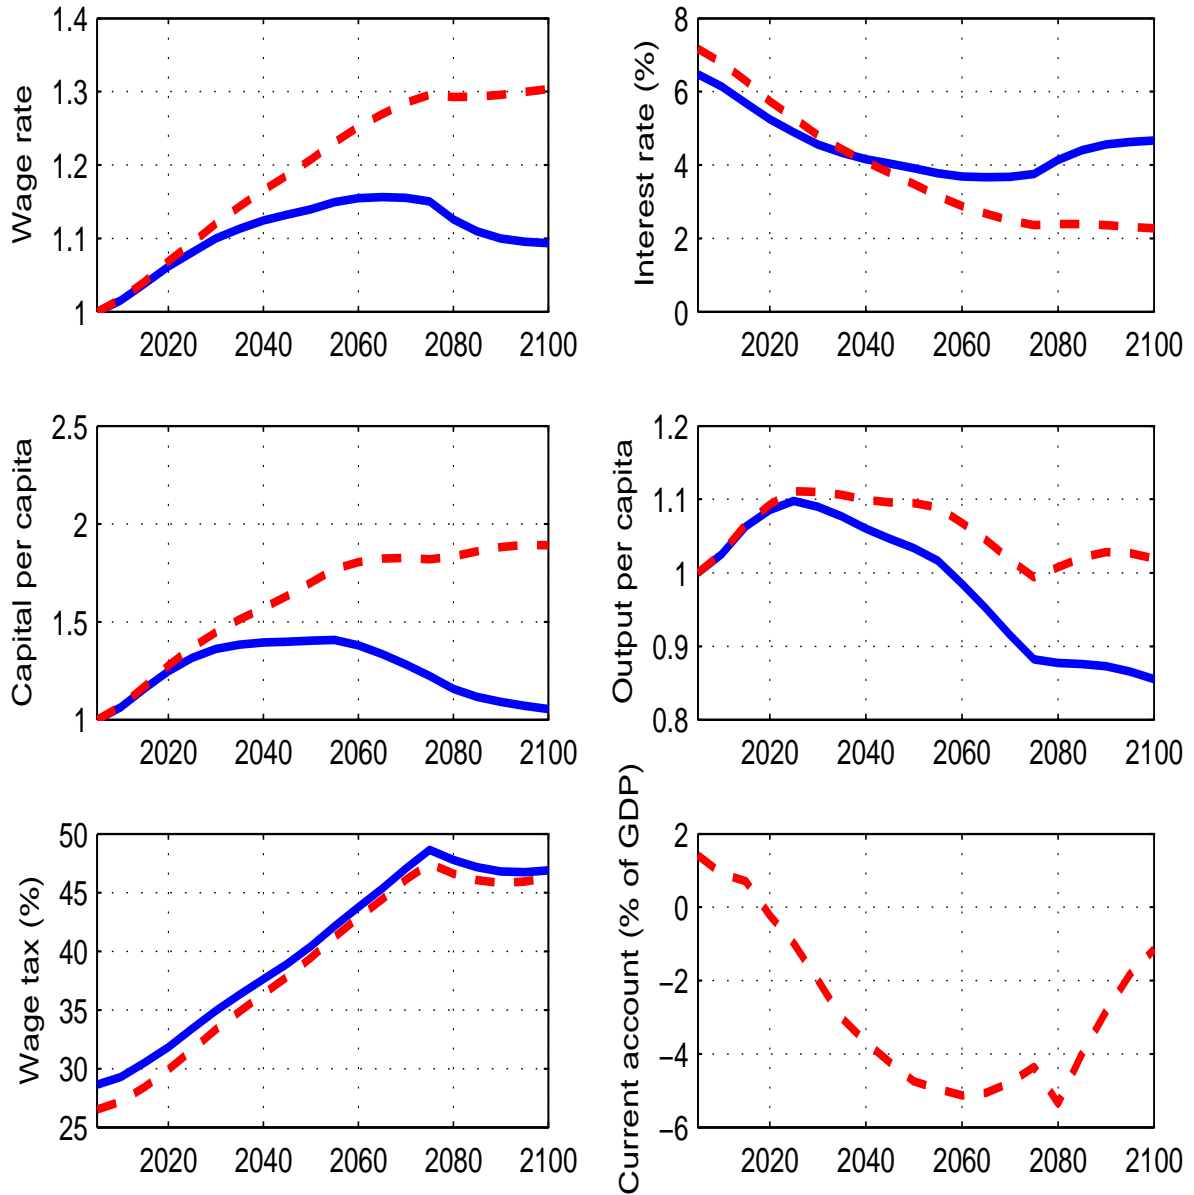 Wage rate
1.4
1.3
1.2
1.1
1
2020 2040 2060 2080 2100
Interest rate (%)
8
6
4
2
0
2020 2040 2060 2080 2100
Capital per capita
2.5
2
1.5
1
2020 2040 2060 2080 2100
Output per capita
1.2
1.1
1
0.9
0.8
2020 2040 2060 2080 2100
Wage tax (%)
50
45
40
35
30
25
2020 2040 2060 2080 2100
Current account (% of GDP)
2
0
−2
−4
−6
2020 2040 2060 2080 2100